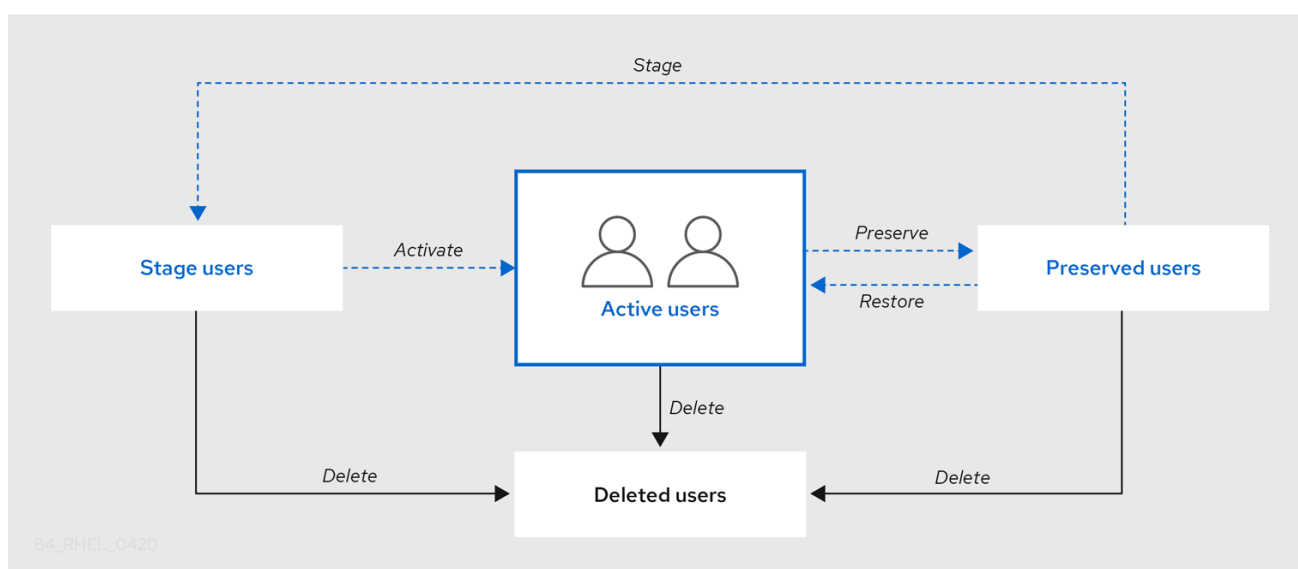 Stage
Preserve
Activate
Stage users
Preserved users
Restore
Active users
Delete
Delete
Delete
Deleted users
84_RHEL_0420